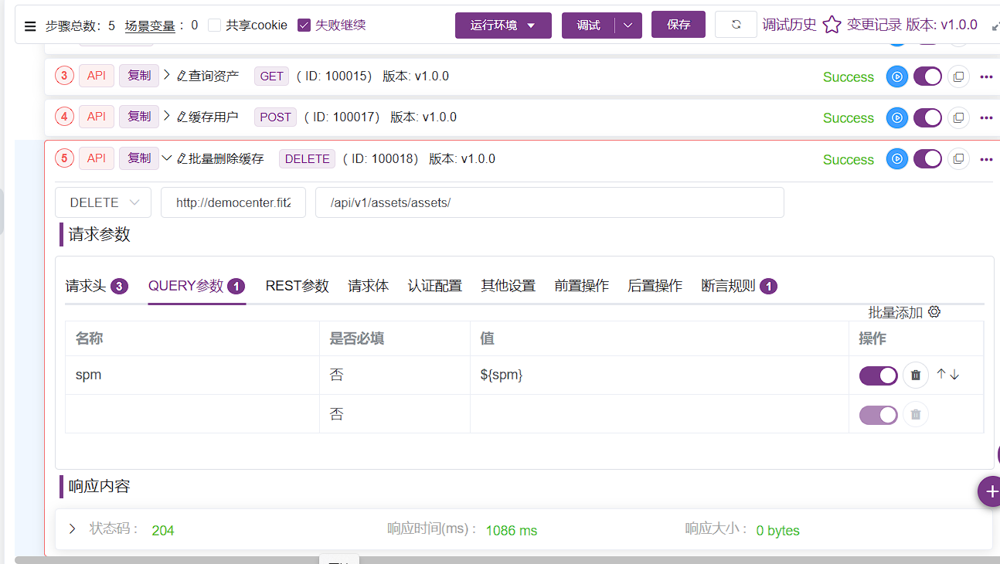 步骤总数：5 场景变量：0 共享cookie 失败继续 运行环境 调试 保存 调试历史 变更记录 版本: v1.0.0
3 API 复制 查询资产 GET ( ID: 100015) 版本: v1.0.0 Success
4 API 复制 缓存用户 POST ( ID: 100017) 版本: v1.0.0 Success
5 API 复制 批量删除缓存 DELETE ( ID: 100018) 版本: v1.0.0 Success
DELETE http://democenter.fit2 /api/v1/assets/assets/
请求参数
请求头 3 QUERY参数 1 REST参数 请求体 认证配置 其他设置 前置操作 后置操作 断言规则 1
批量添加
名称 是否必填 值 操作
spm 否 ${spm}
否
响应内容
状态码： 204 响应时间(ms)： 1086 ms 响应大小： 0 bytes